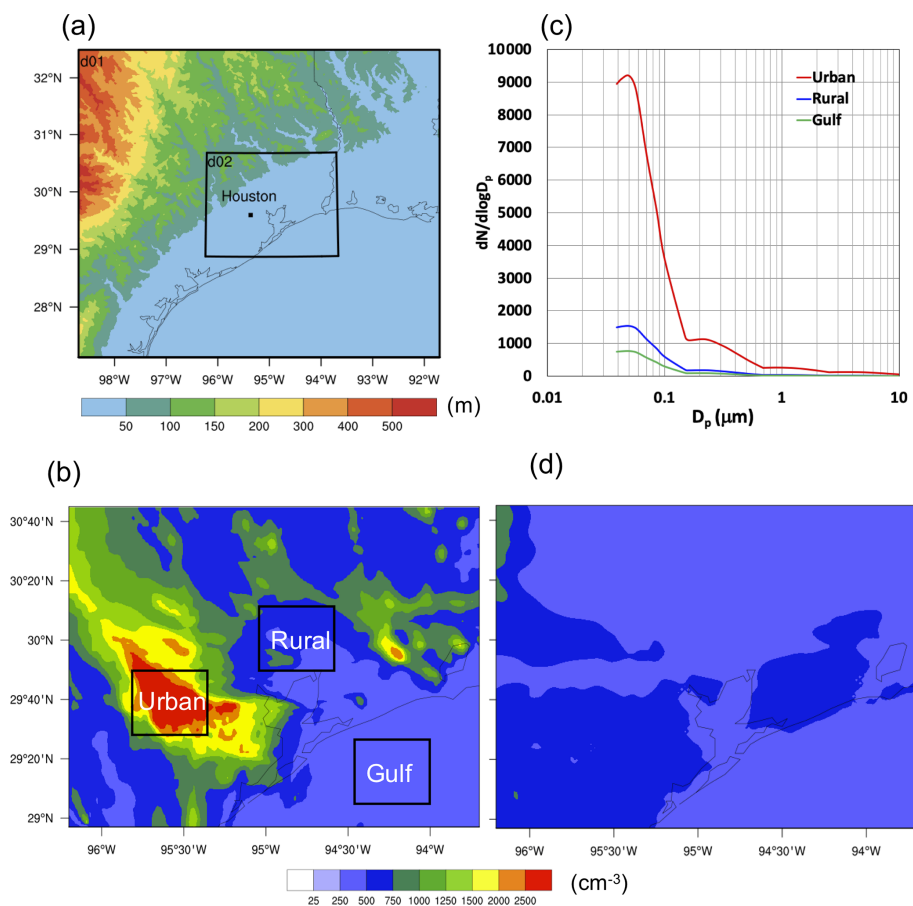 (a)
d01
d02
Houston
32°N
31°N
30°N
29°N
28°N
98°W 97°W 96°W 95°W 94°W 93°W 92°W
50 100 150 200 300 400 500
(m)
(c)
10000
9000
8000
7000
6000
5000
4000
3000
2000
1000
0
dN/dlogDp
Urban
Rural
Gulf
0.01 0.1 1 10
Dp (μm)
(b)
30°40'N
30°20'N
30°N
29°40'N
29°20'N
29°N
Rural
Urban
Gulf
96°W 95°30'W 95°W 94°30'W 94°W
(d)
96°W 95°30'W 95°W 94°30'W 94°W
25 250 500 750 1000 1250 1500 2000 2500
(cm-3)